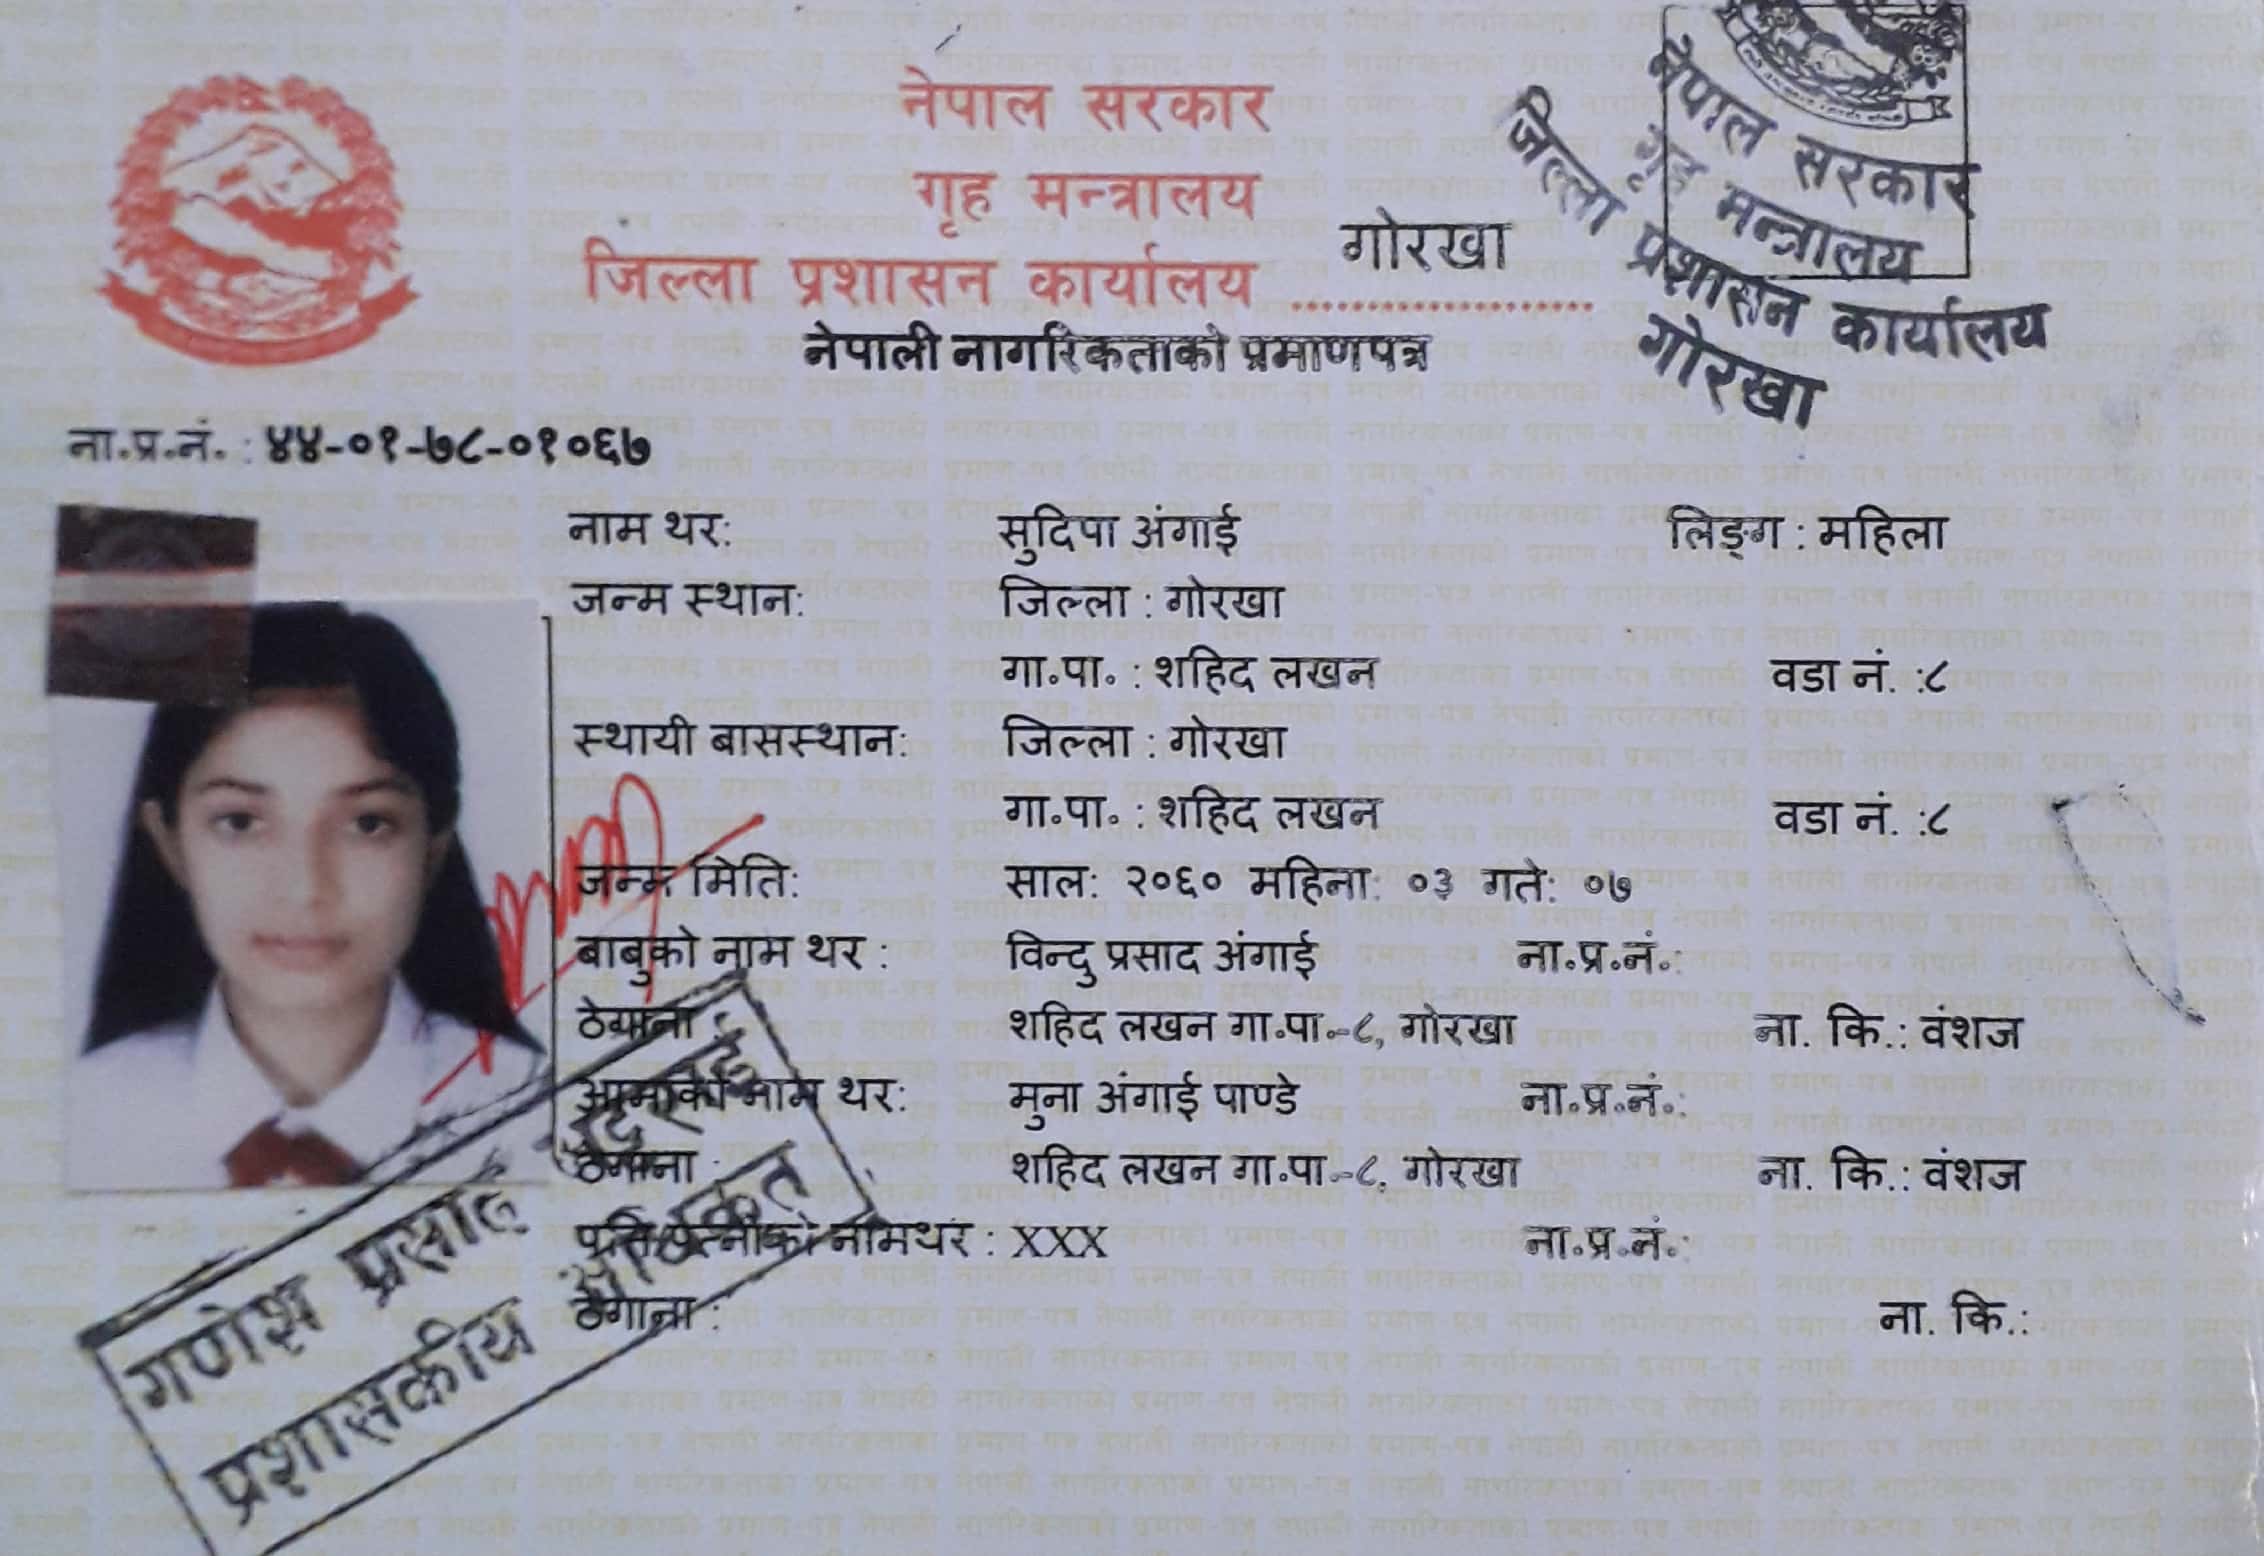 नेपाल सरकार
गृह मन्त्रालय
जिल्ला प्रशासन कार्यालय गोरखा
नेपाली नागरिकताको प्रमाणपत्र
नेपाल सरकार
गृह मन्त्रालय
जिल्ला प्रशासन कार्यालय
गोरखा
ना.प्र.नं. : ४४-०१-७८-०१०६७
नाम थर: सुदिपा अंगाई लिङ्ग : महिला
जन्म स्थान: जिल्ला : गोरखा
गा॰पा॰ : शहिद लखन वडा नं. :८
स्थायी बासस्थान: जिल्ला : गोरखा
गा॰पा॰ : शहिद लखन वडा नं. :८
जन्म मिति: साल: २०६० महिना: ०३ गते: ०७
बाबुको नाम थर : विन्दु प्रसाद अंगाई ना॰प्र॰नं॰:
ठेगाना : शहिद लखन गा॰पा॰-८, गोरखा ना. कि.: वंशज
आमाको नाम थर: मुना अंगाई पाण्डे ना॰प्र॰नं॰:
ठेगाना : शहिद लखन गा॰पा॰-८, गोरखा ना. कि.: वंशज
पति/पत्नीको नामथर : XXX ना॰प्र॰नं॰:
ठेगाना : ना. कि.:
गणेश प्रसाद
प्रशासकीय अधिकृत